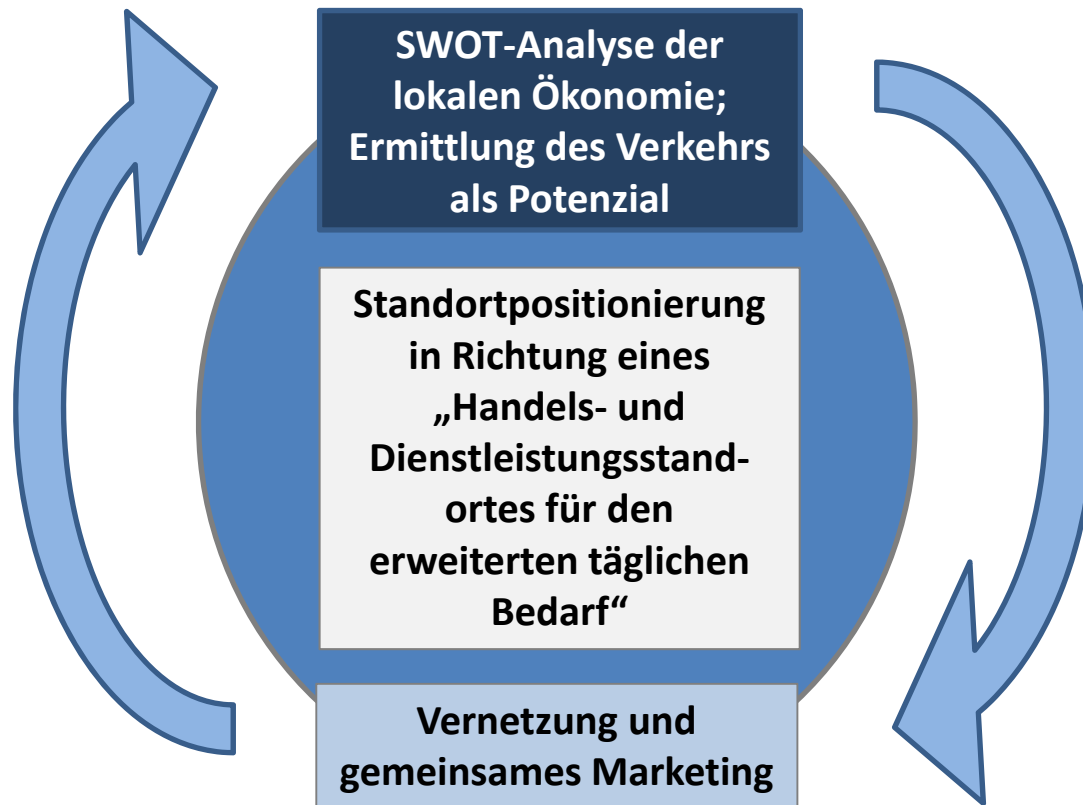 SWOT-Analyse der
lokalen Ökonomie;
Ermittlung des Verkehrs
als Potenzial
Standortpositionierung
in Richtung eines
„Handels- und
Dienstleistungsstand-
ortes für den
erweiterten täglichen
Bedarf“
Vernetzung und
gemeinsames Marketing